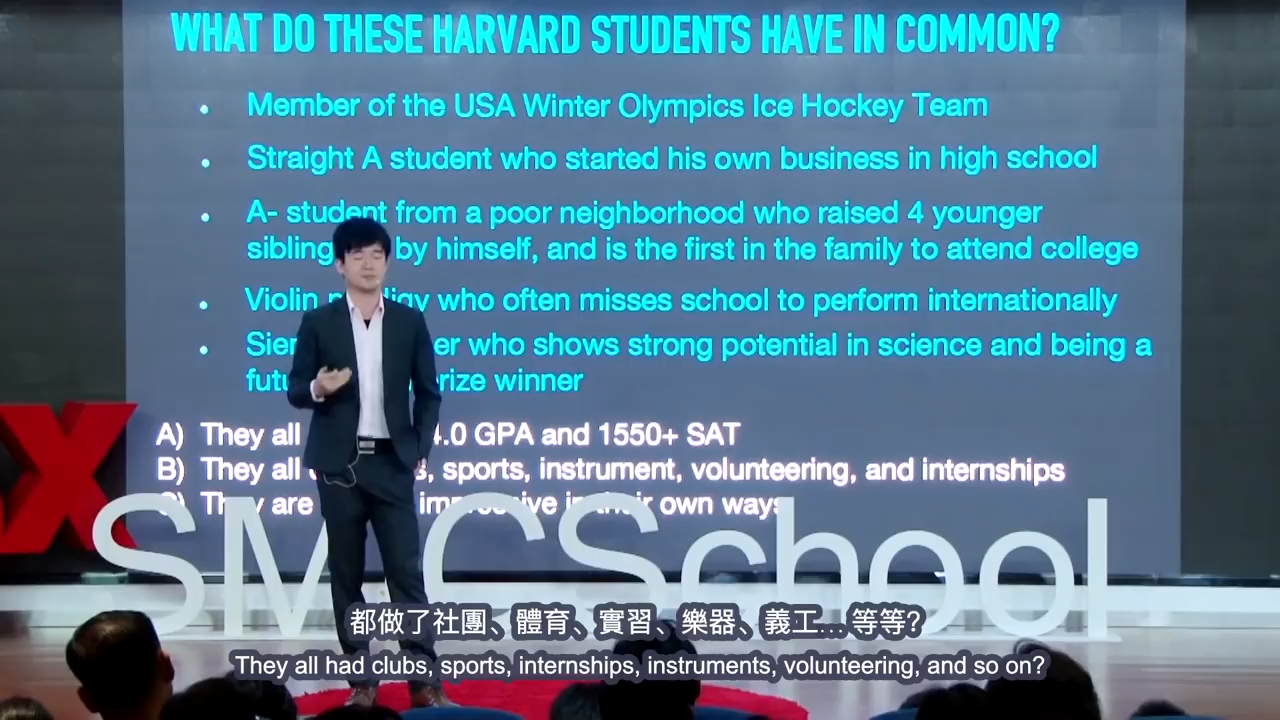 WHAT DO THESE HARVARD STUDENTS HAVE IN COMMON?
Member of the USA Winter Olympics Ice Hockey Team
Straight A student who started his own business in high school
A- student from a poor neighborhood who raised 4 younger
by himself, and is the first in the family to attend college
Violin who often misses school to perform internationally
who shows strong potential in science and being a
winner
A) They all 4.0 GPA and 1550+ SAT
B) They all sports, instrument, volunteering, and internships
They are in their own ways
X
SMICSchool
都做了社團、體育、實習、樂器、義工... 等等?
They all had clubs, sports, internships, instruments, volunteering, and so on?